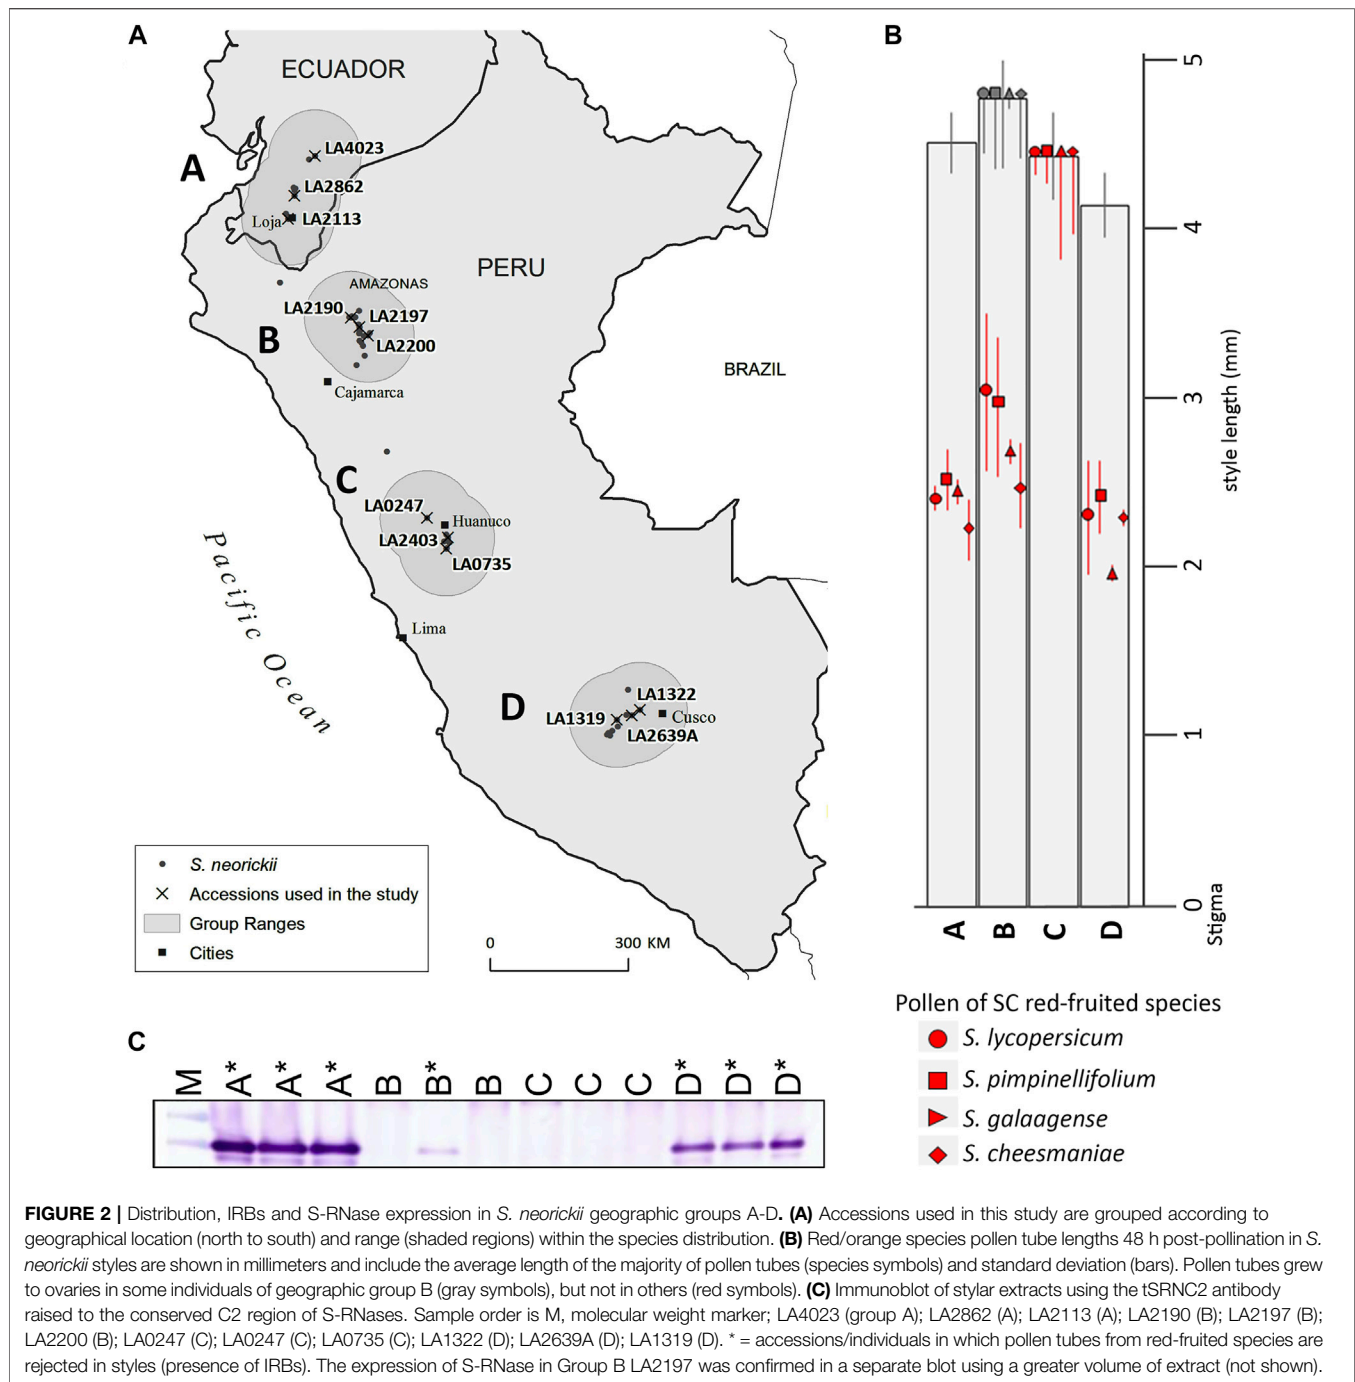 A
ECUADOR
LA4023
A
LA2862
Loja
LA2113
PERU
AMAZONAS
LA2190
LA2197
B
LA2200
BRAZIL
Cajamarca
C
LA0247
Huanuco
LA2403
LA0735
Pacific Ocean
Lima
D
LA1322
LA1319
Cusco
LA2639A
S. neorickii
Accessions used in the study
Group Ranges
Cities
0 300 KM
B
5
4
3
2
1
0
style length (mm)
Stigma
A B C D
Pollen of SC red-fruited species
S. lycopersicum
S. pimpinellifolium
S. galaagense
S. cheesmaniae
C
M A* A* A* B B* B C C C D* D* D*
FIGURE 2 | Distribution, IRBs and S-RNase expression in S. neorickii geographic groups A-D. (A) Accessions used in this study are grouped according to
geographical location (north to south) and range (shaded regions) within the species distribution. (B) Red/orange species pollen tube lengths 48 h post-pollination in S.
neorickii styles are shown in millimeters and include the average length of the majority of pollen tubes (species symbols) and standard deviation (bars). Pollen tubes grew
to ovaries in some individuals of geographic group B (gray symbols), but not in others (red symbols). (C) Immunoblot of stylar extracts using the tSRNC2 antibody
raised to the conserved C2 region of S-RNases. Sample order is M, molecular weight marker; LA4023 (group A); LA2862 (A); LA2113 (A); LA2190 (B); LA2197 (B);
LA2200 (B); LA0247 (C); LA0247 (C); LA0735 (C); LA1322 (D); LA2639A (D); LA1319 (D). * = accessions/individuals in which pollen tubes from red-fruited species are
rejected in styles (presence of IRBs). The expression of S-RNase in Group B LA2197 was confirmed in a separate blot using a greater volume of extract (not shown).